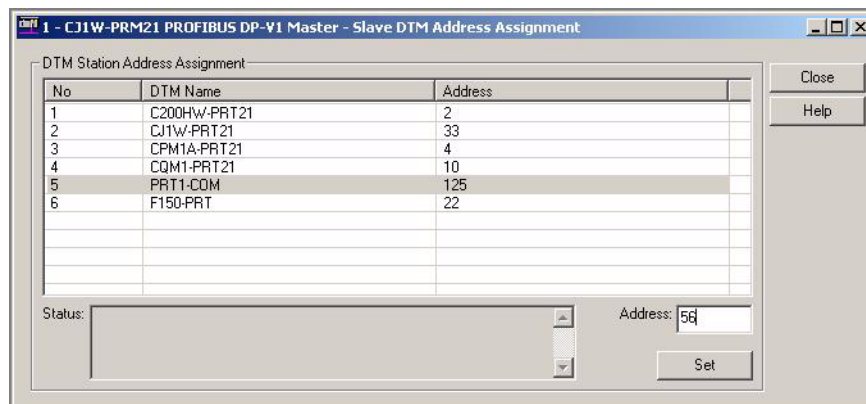 1 - CJ1W-PRM21 PROFIBUS DP-V1 Master - Slave DTM Address Assignment
DTM Station Address Assignment
No DTM Name Address
1 C200HW-PRT21 2
2 CJ1W-PRT21 33
3 CPM1A-PRT21 4
4 CQM1-PRT21 10
5 PRT1-COM 125
6 F150-PRT 22
Status:
Address: 56
Set
Close
Help